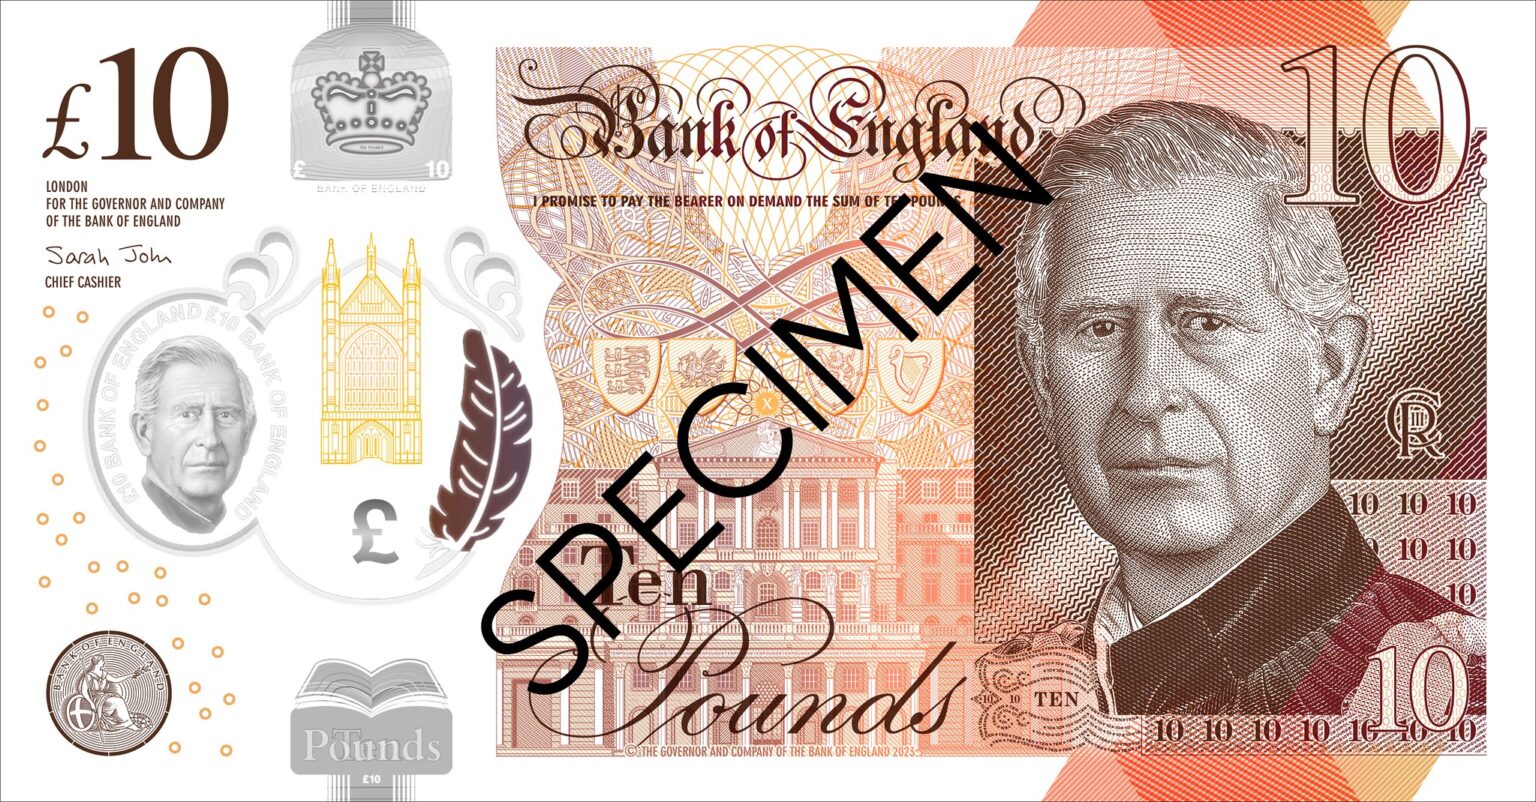 £10
LONDON
FOR THE GOVERNOR AND COMPANY
OF THE BANK OF ENGLAND
Sarah John
CHIEF CASHIER
£10 BANK OF ENGLAND £10 BANK OF ENGLAND
BANK OF ENGLAND
TEN POUNDS
£ 10
BANK OF ENGLAND
£
Ten
Pounds
£10
Bank of England
I PROMISE TO PAY THE BEARER ON DEMAND THE SUM OF TEN POUNDS
SPECIMEN
X
Ten
Pounds
© THE GOVERNOR AND COMPANY OF THE BANK OF ENGLAND 2023
10
CR
10 10 10
10 10 10
10
10
£10 10 TEN
10 10 10 10 10 10 10